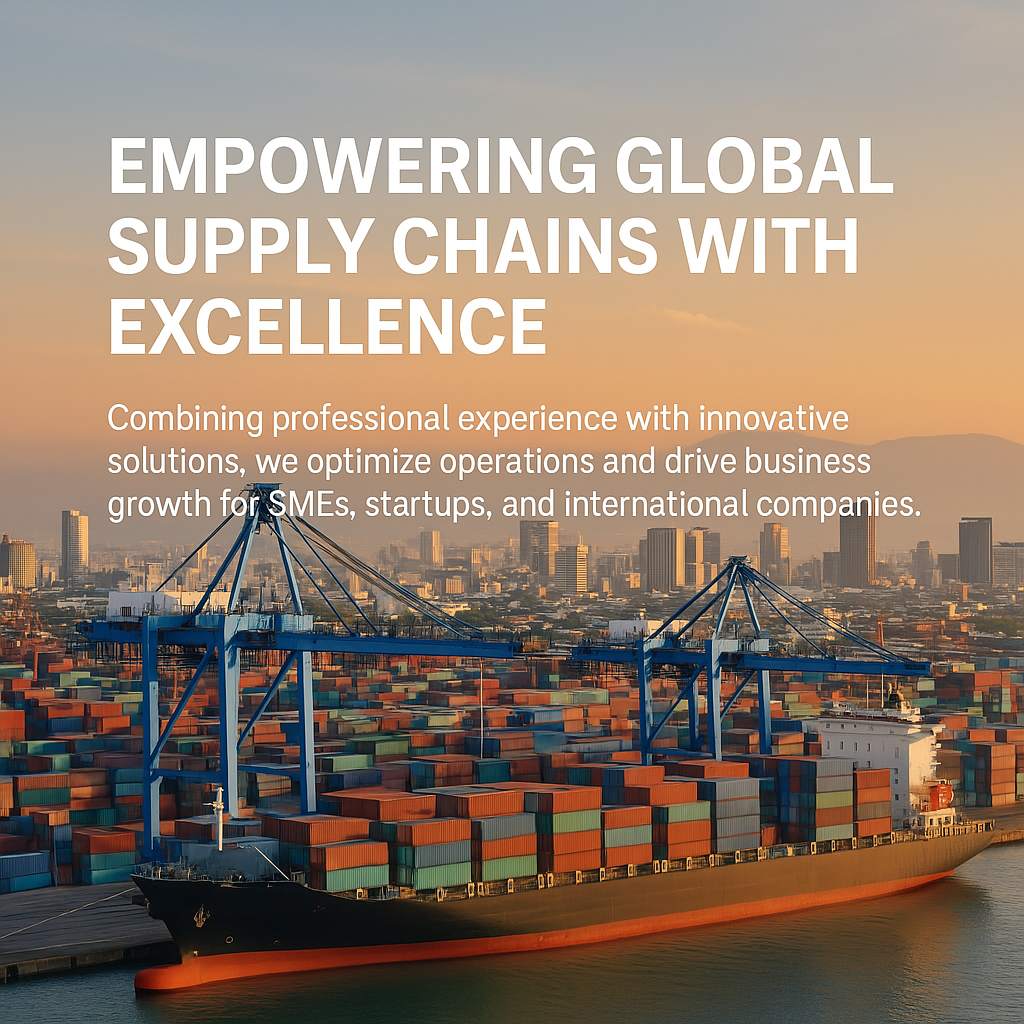 EMPOWERING GLOBAL
SUPPLY CHAINS WITH
EXCELLENCE
Combining professional experience with innovative
solutions, we optimize operations and drive business
growth for SMEs, startups, and international companies.